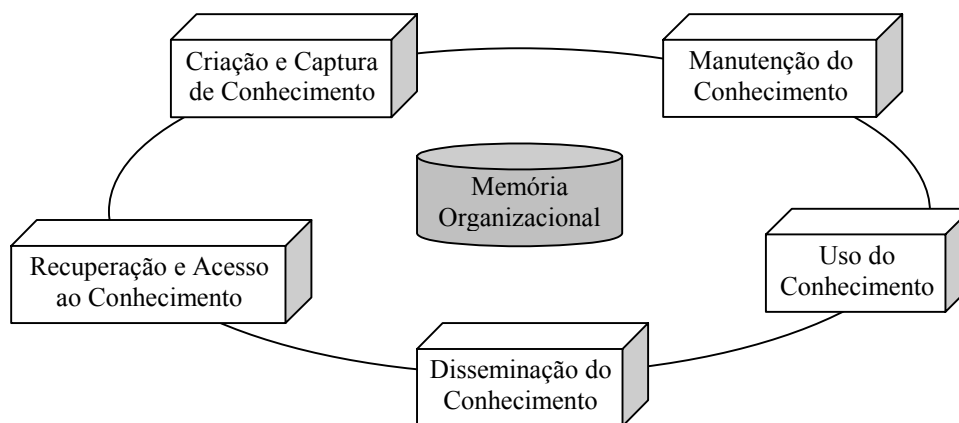 Criação e Captura
de Conhecimento
Manutenção do
Conhecimento
Memória
Organizacional
Recuperação e Acesso
ao Conhecimento
Uso do
Conhecimento
Disseminação do
Conhecimento